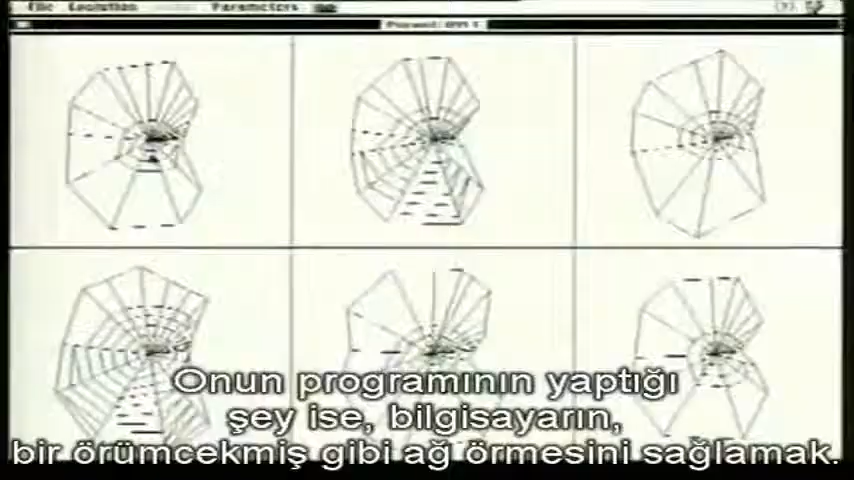 File Evolution Parameters
Onun programının yaptığı
şey ise, bilgisayarın,
bir örümcekmiş gibi ağ örmesini sağlamak.